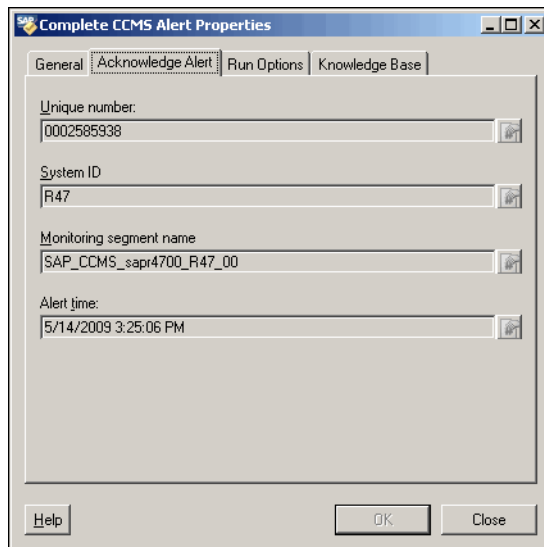 SAP
Complete CCMS Alert Properties
General Acknowledge Alert Run Options Knowledge Base
Unique number:
0002585938
System ID
R47
Monitoring segment name
SAP_CCMS_sapr4700_R47_00
Alert time:
5/14/2009 3:25:06 PM
Help OK Close